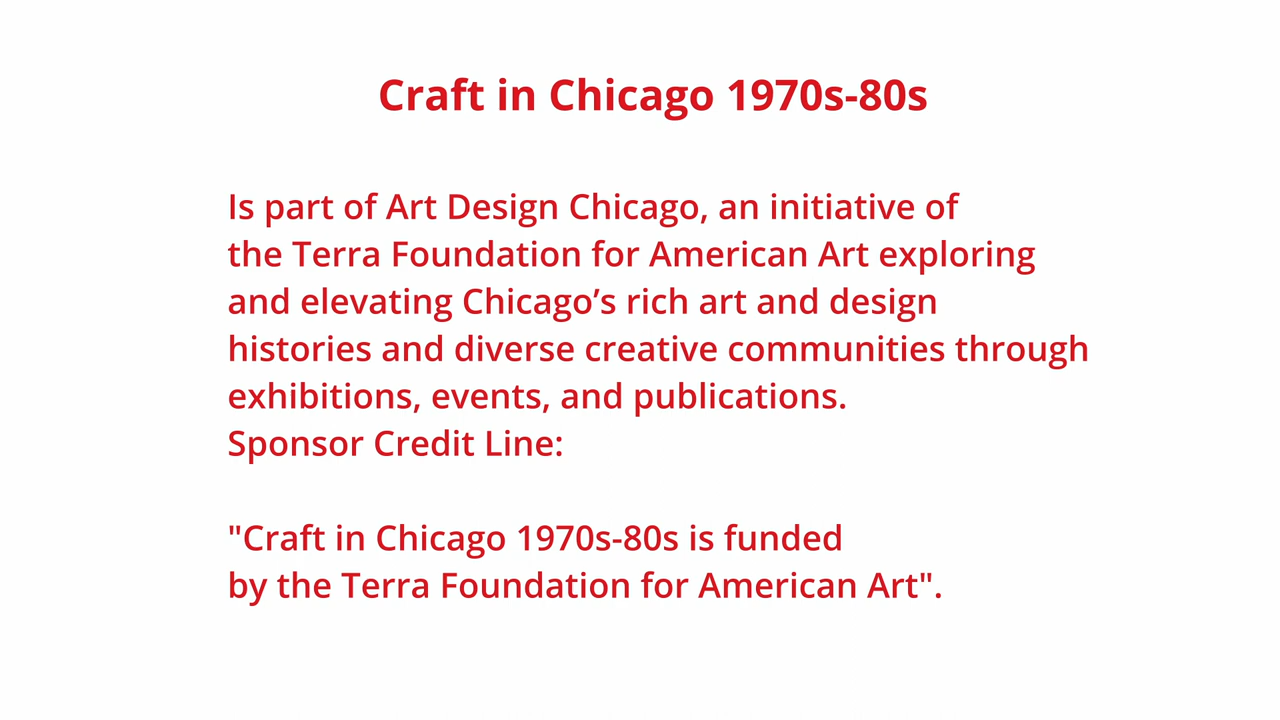 Craft in Chicago 1970s-80s
Is part of Art Design Chicago, an initiative of
the Terra Foundation for American Art exploring
and elevating Chicago’s rich art and design
histories and diverse creative communities through
exhibitions, events, and publications.
Sponsor Credit Line:
"Craft in Chicago 1970s-80s is funded
by the Terra Foundation for American Art".